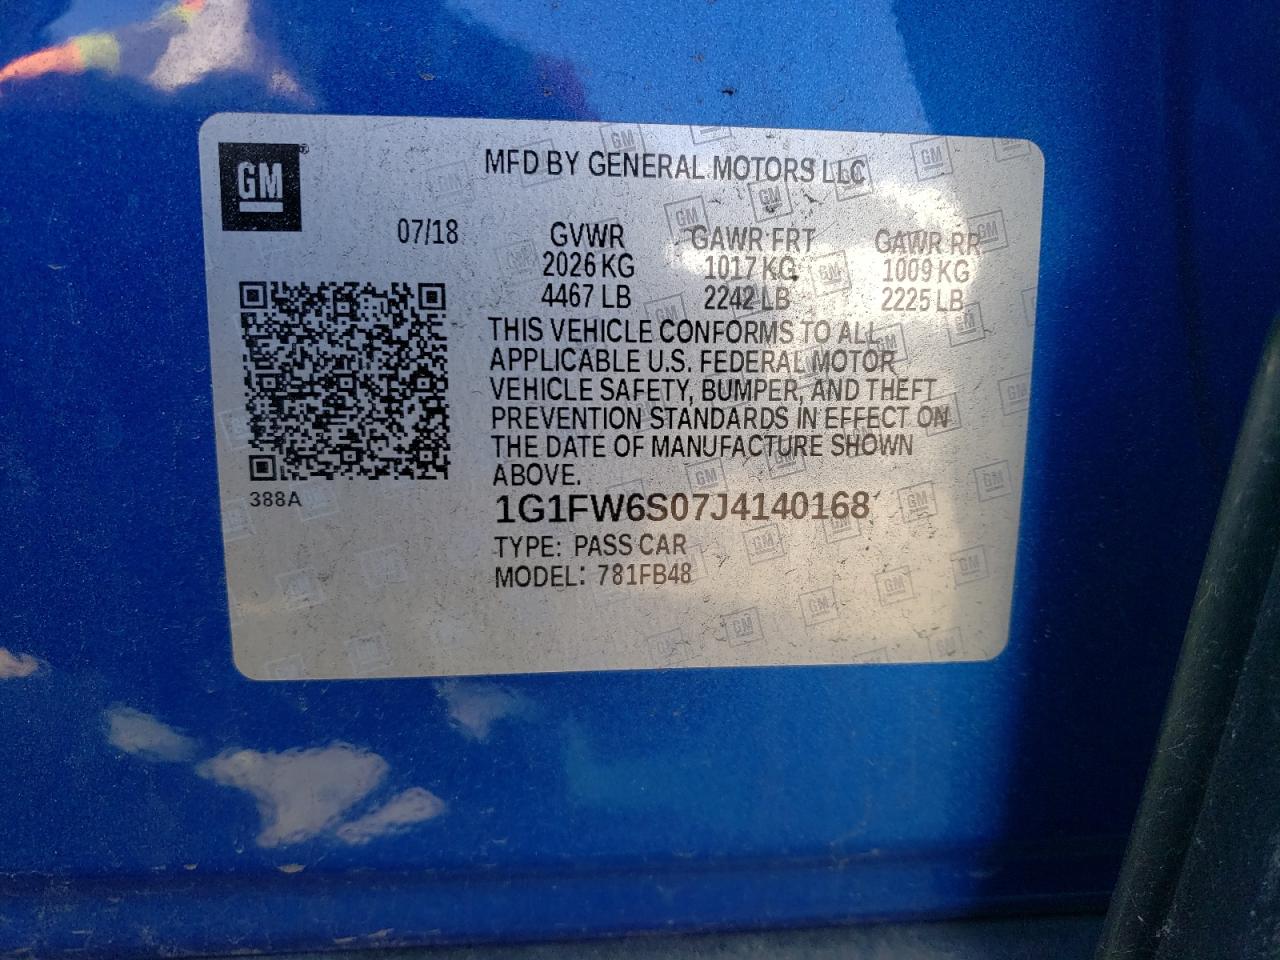 GM®
MFD BY GENERAL MOTORS LLC
07/18
GVWR GAWR FRT GAWR RR
2026 KG 1017 KG 1009 KG
4467 LB 2242 LB 2225 LB
THIS VEHICLE CONFORMS TO ALL
APPLICABLE U.S. FEDERAL MOTOR
VEHICLE SAFETY, BUMPER, AND THEFT
PREVENTION STANDARDS IN EFFECT ON
THE DATE OF MANUFACTURE SHOWN
ABOVE.
388A
1G1FW6S07J4140168
TYPE: PASS CAR
MODEL: 781FB48